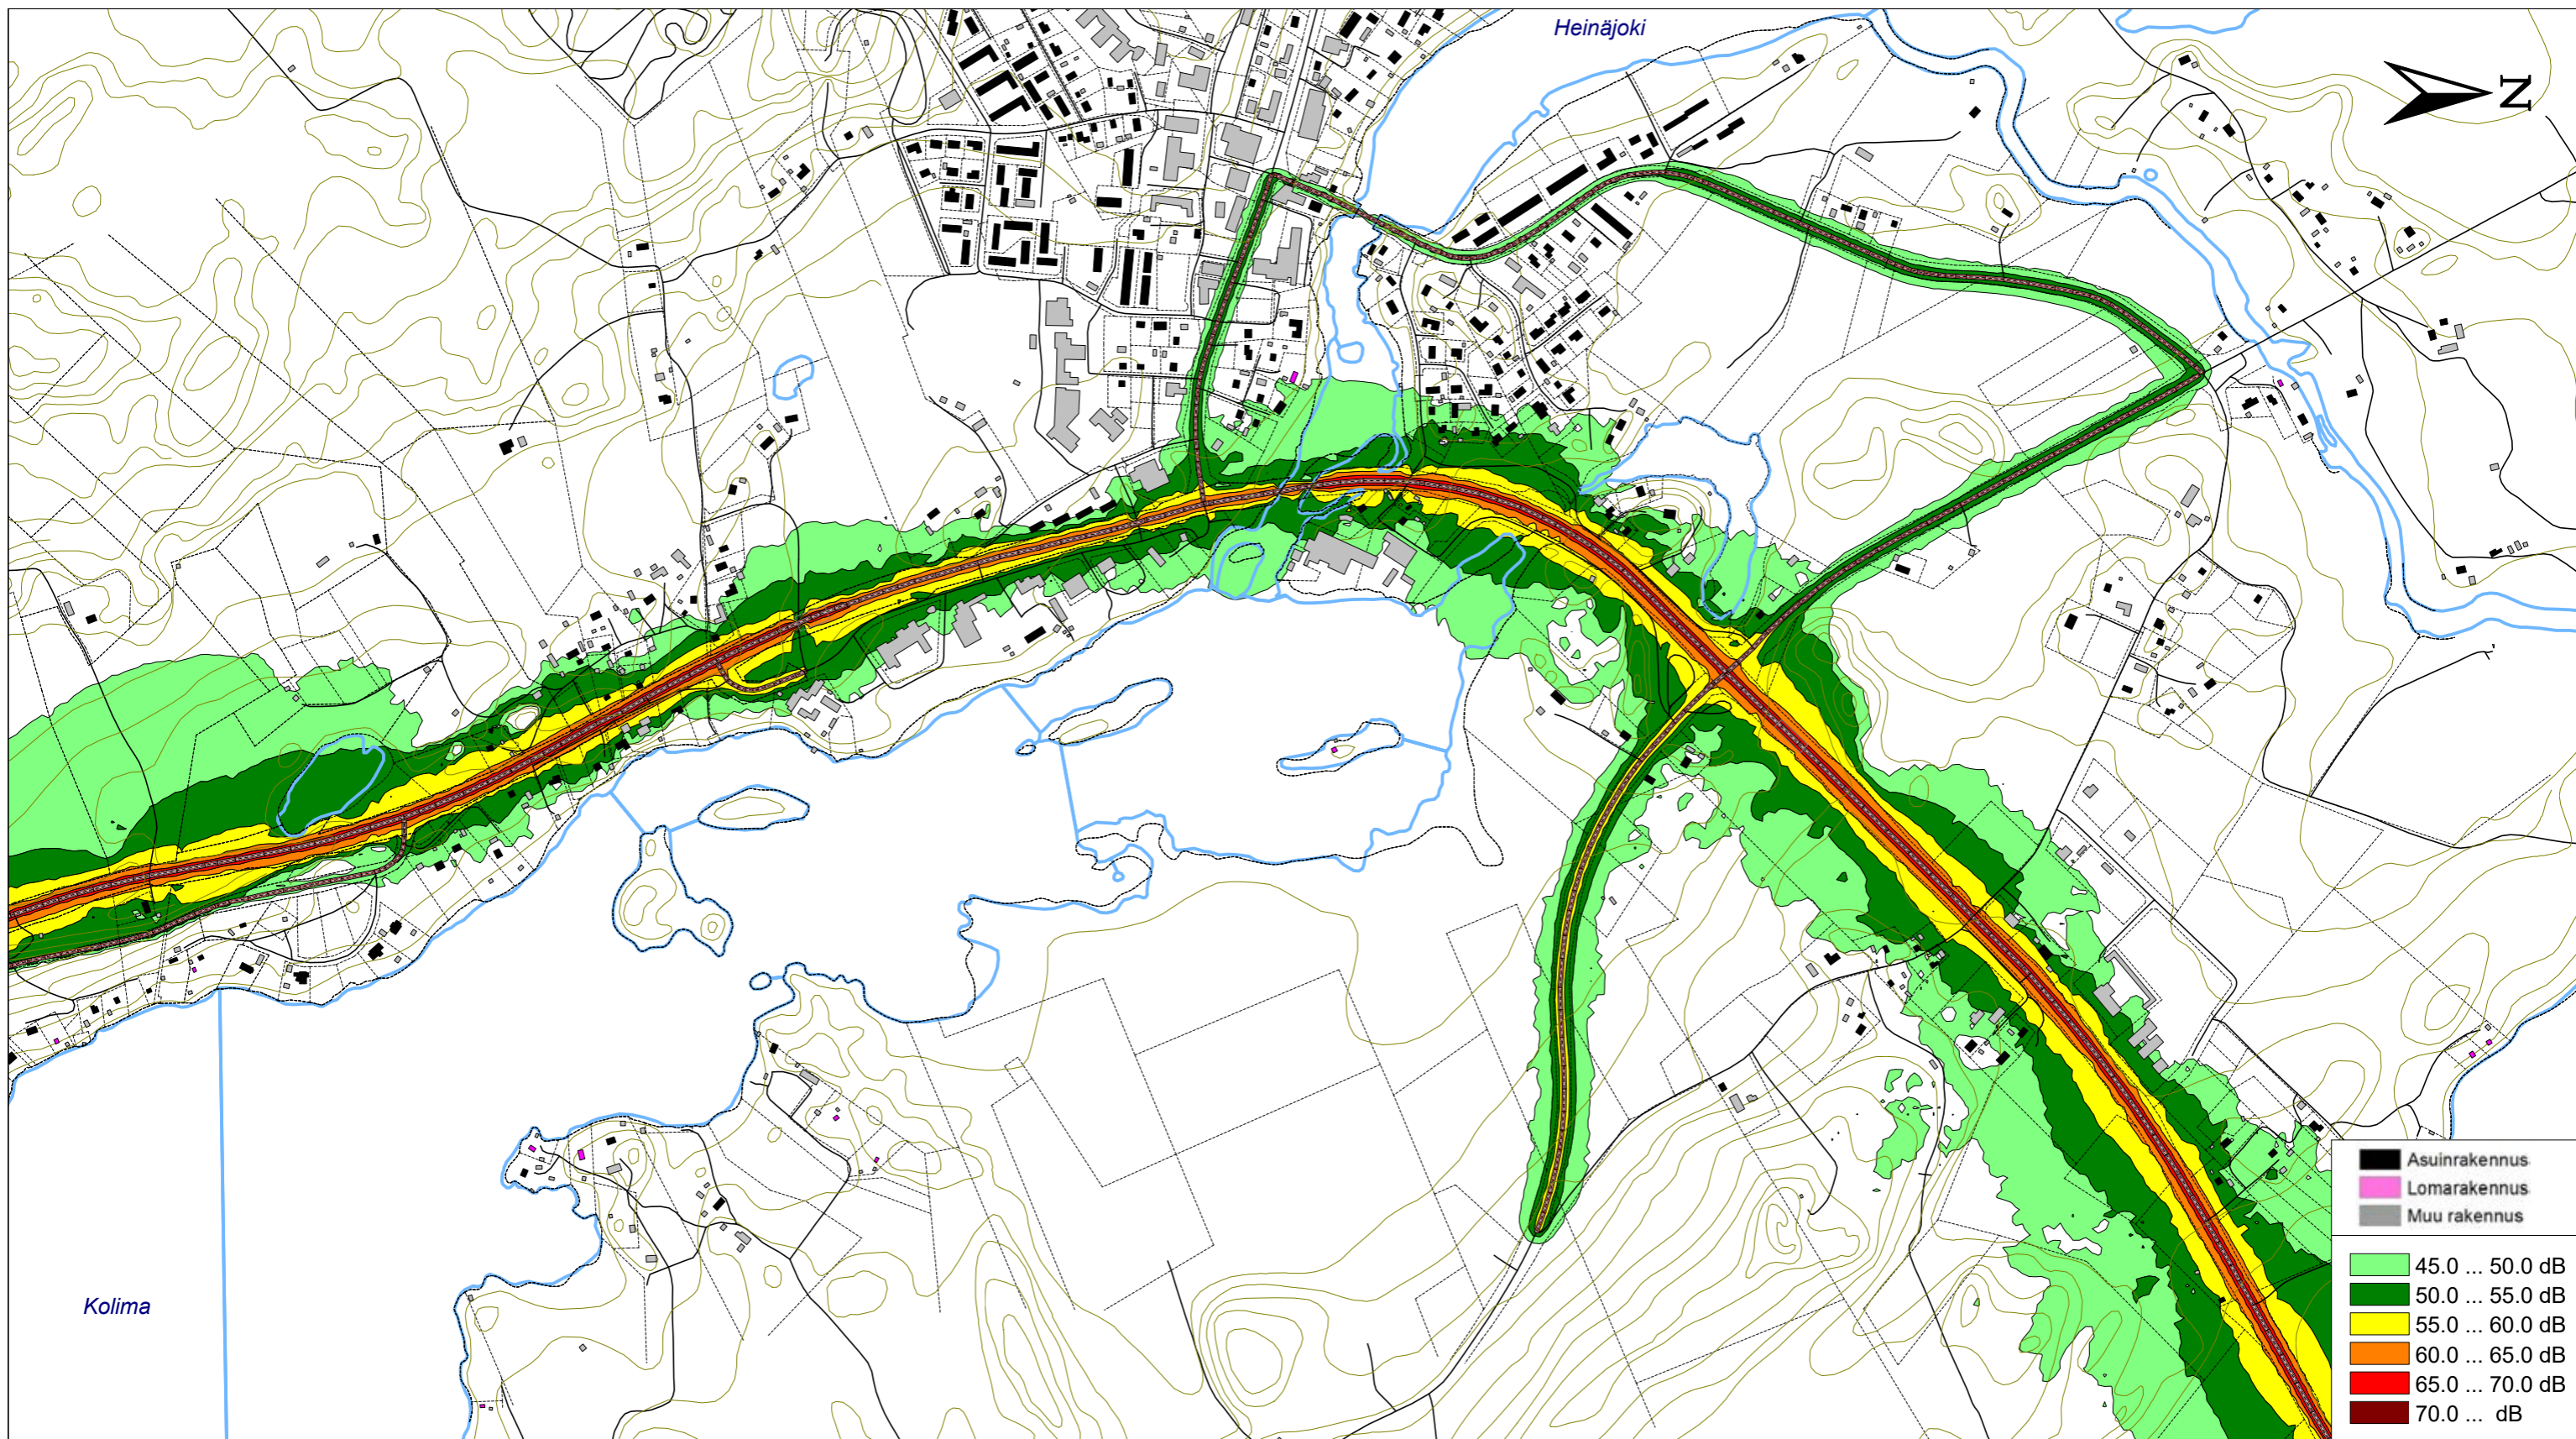 Heinäjoki
N
Kolima
Asuinrakennus
Lomarakennus
Muu rakennus
45.0 ... 50.0 dB
50.0 ... 55.0 dB
55.0 ... 60.0 dB
60.0 ... 65.0 dB
65.0 ... 70.0 dB
70.0 ... dB